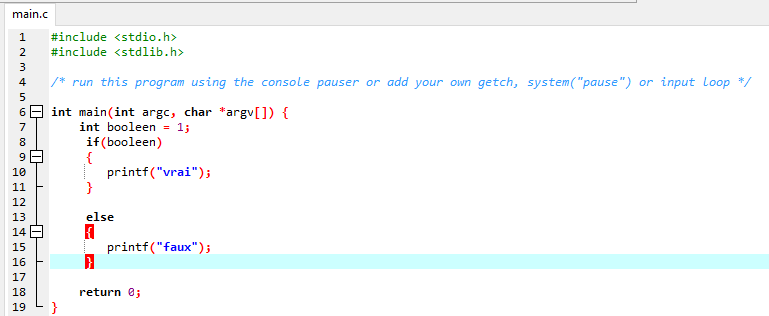 main.c
1 #include <stdio.h>
2 #include <stdlib.h>
3
4 /* run this program using the console pauser or add your own getch, system("pause") or input loop */
5
6 int main(int argc, char *argv[]) {
7 int booleen = 1;
8 if(booleen)
9 {
10 printf("vrai");
11 }
12
13 else
14 {
15 printf("faux");
16 }
17
18 return 0;
19 }